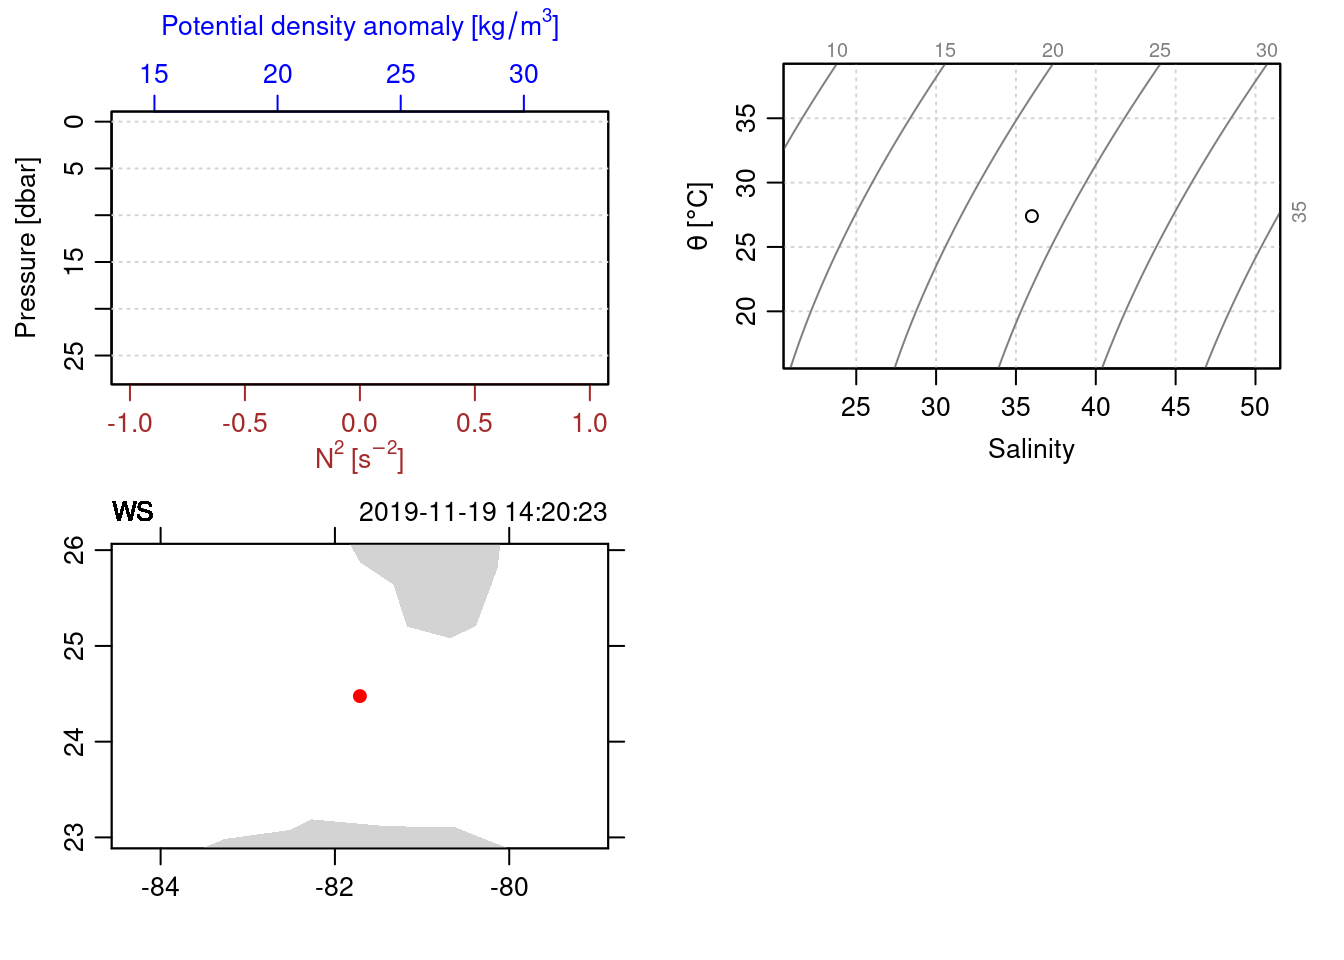 Potential density anomaly [kg/m³]
15 20 25 30
0
5
15
25
Pressure [dbar]
-1.0 -0.5 0.0 0.5 1.0
N² [s⁻²]
10 15 20 25 30
35
35
30
25
20
θ [°C]
25 30 35 40 45 50
Salinity
WS 2019-11-19 14:20:23
26
25
24
23
-84 -82 -80